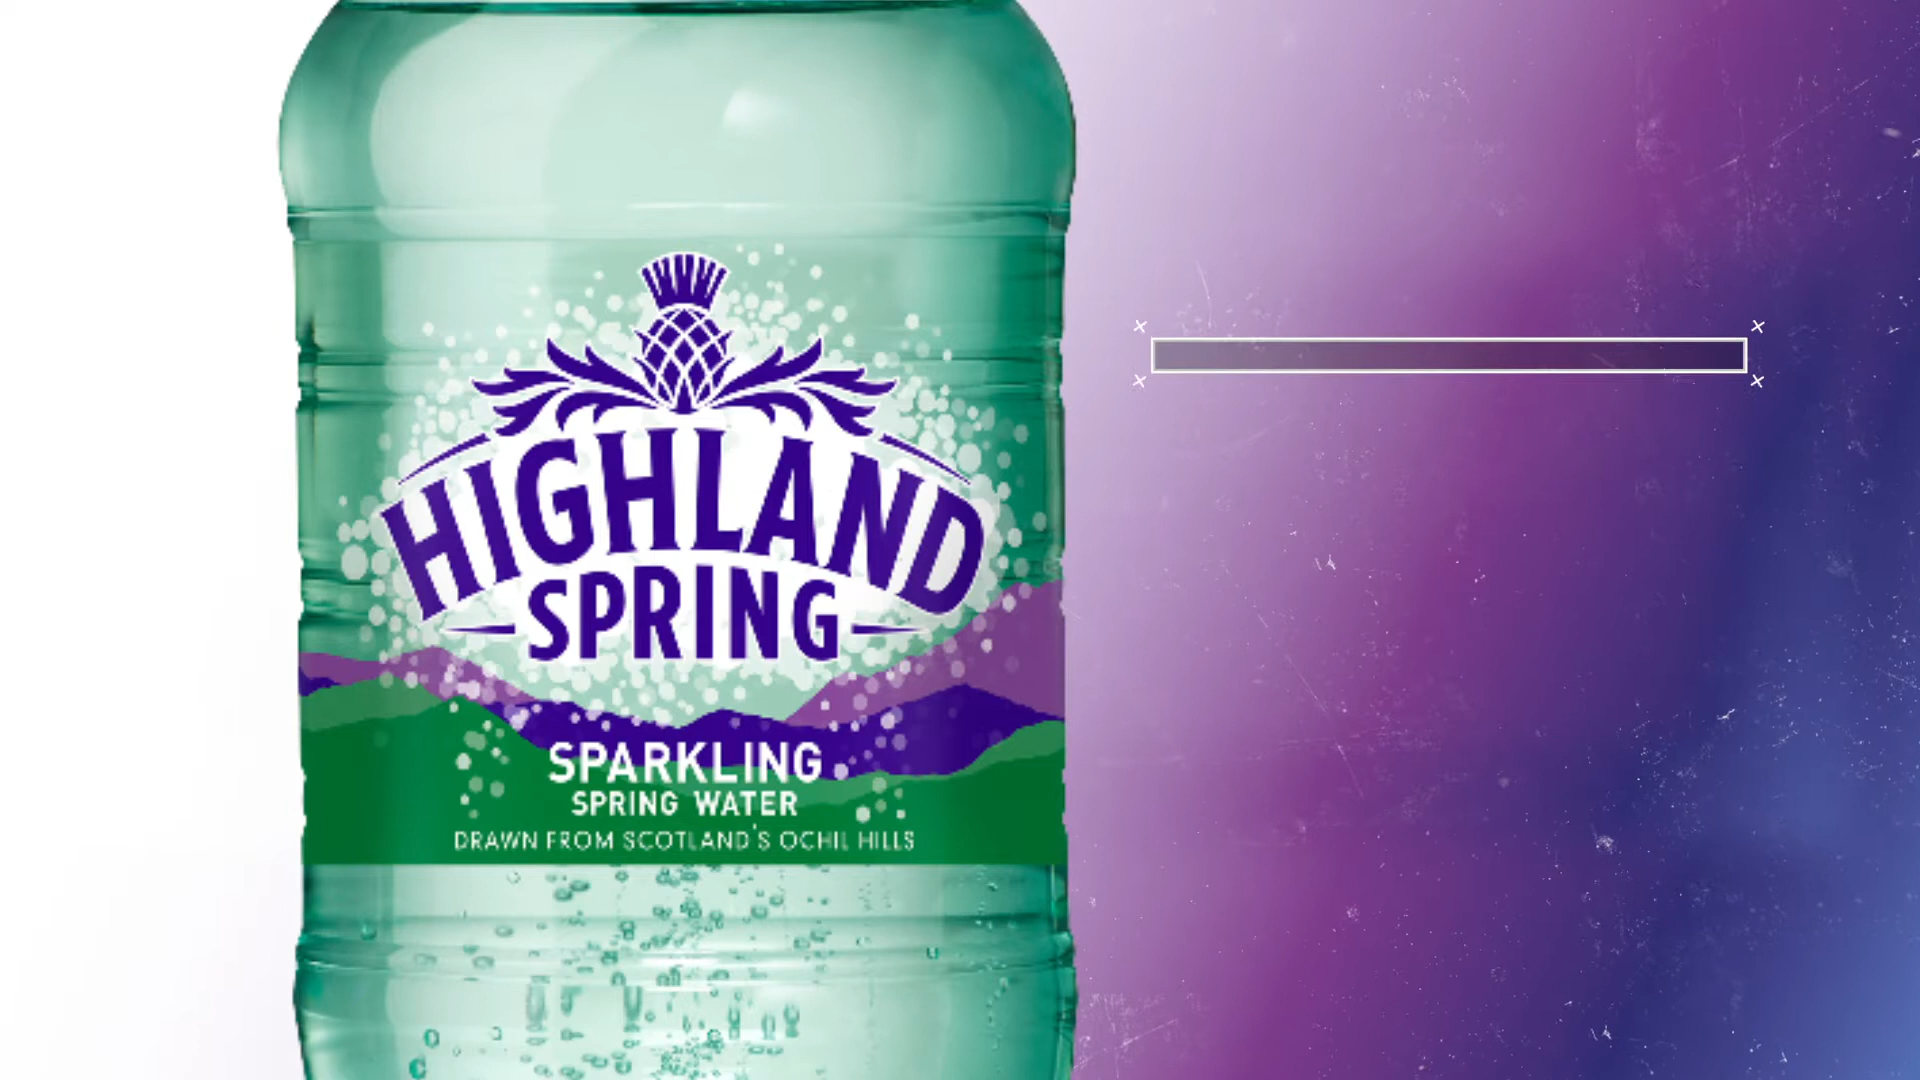 HIGHLAND
SPRING
SPARKLING
SPRING WATER
DRAWN FROM SCOTLAND'S OCHIL HILLS